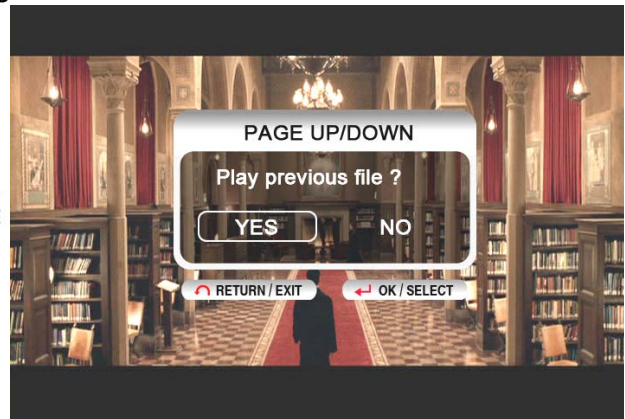 PAGE UP/DOWN
Play previous file ?
YES NO
RETURN / EXIT OK / SELECT